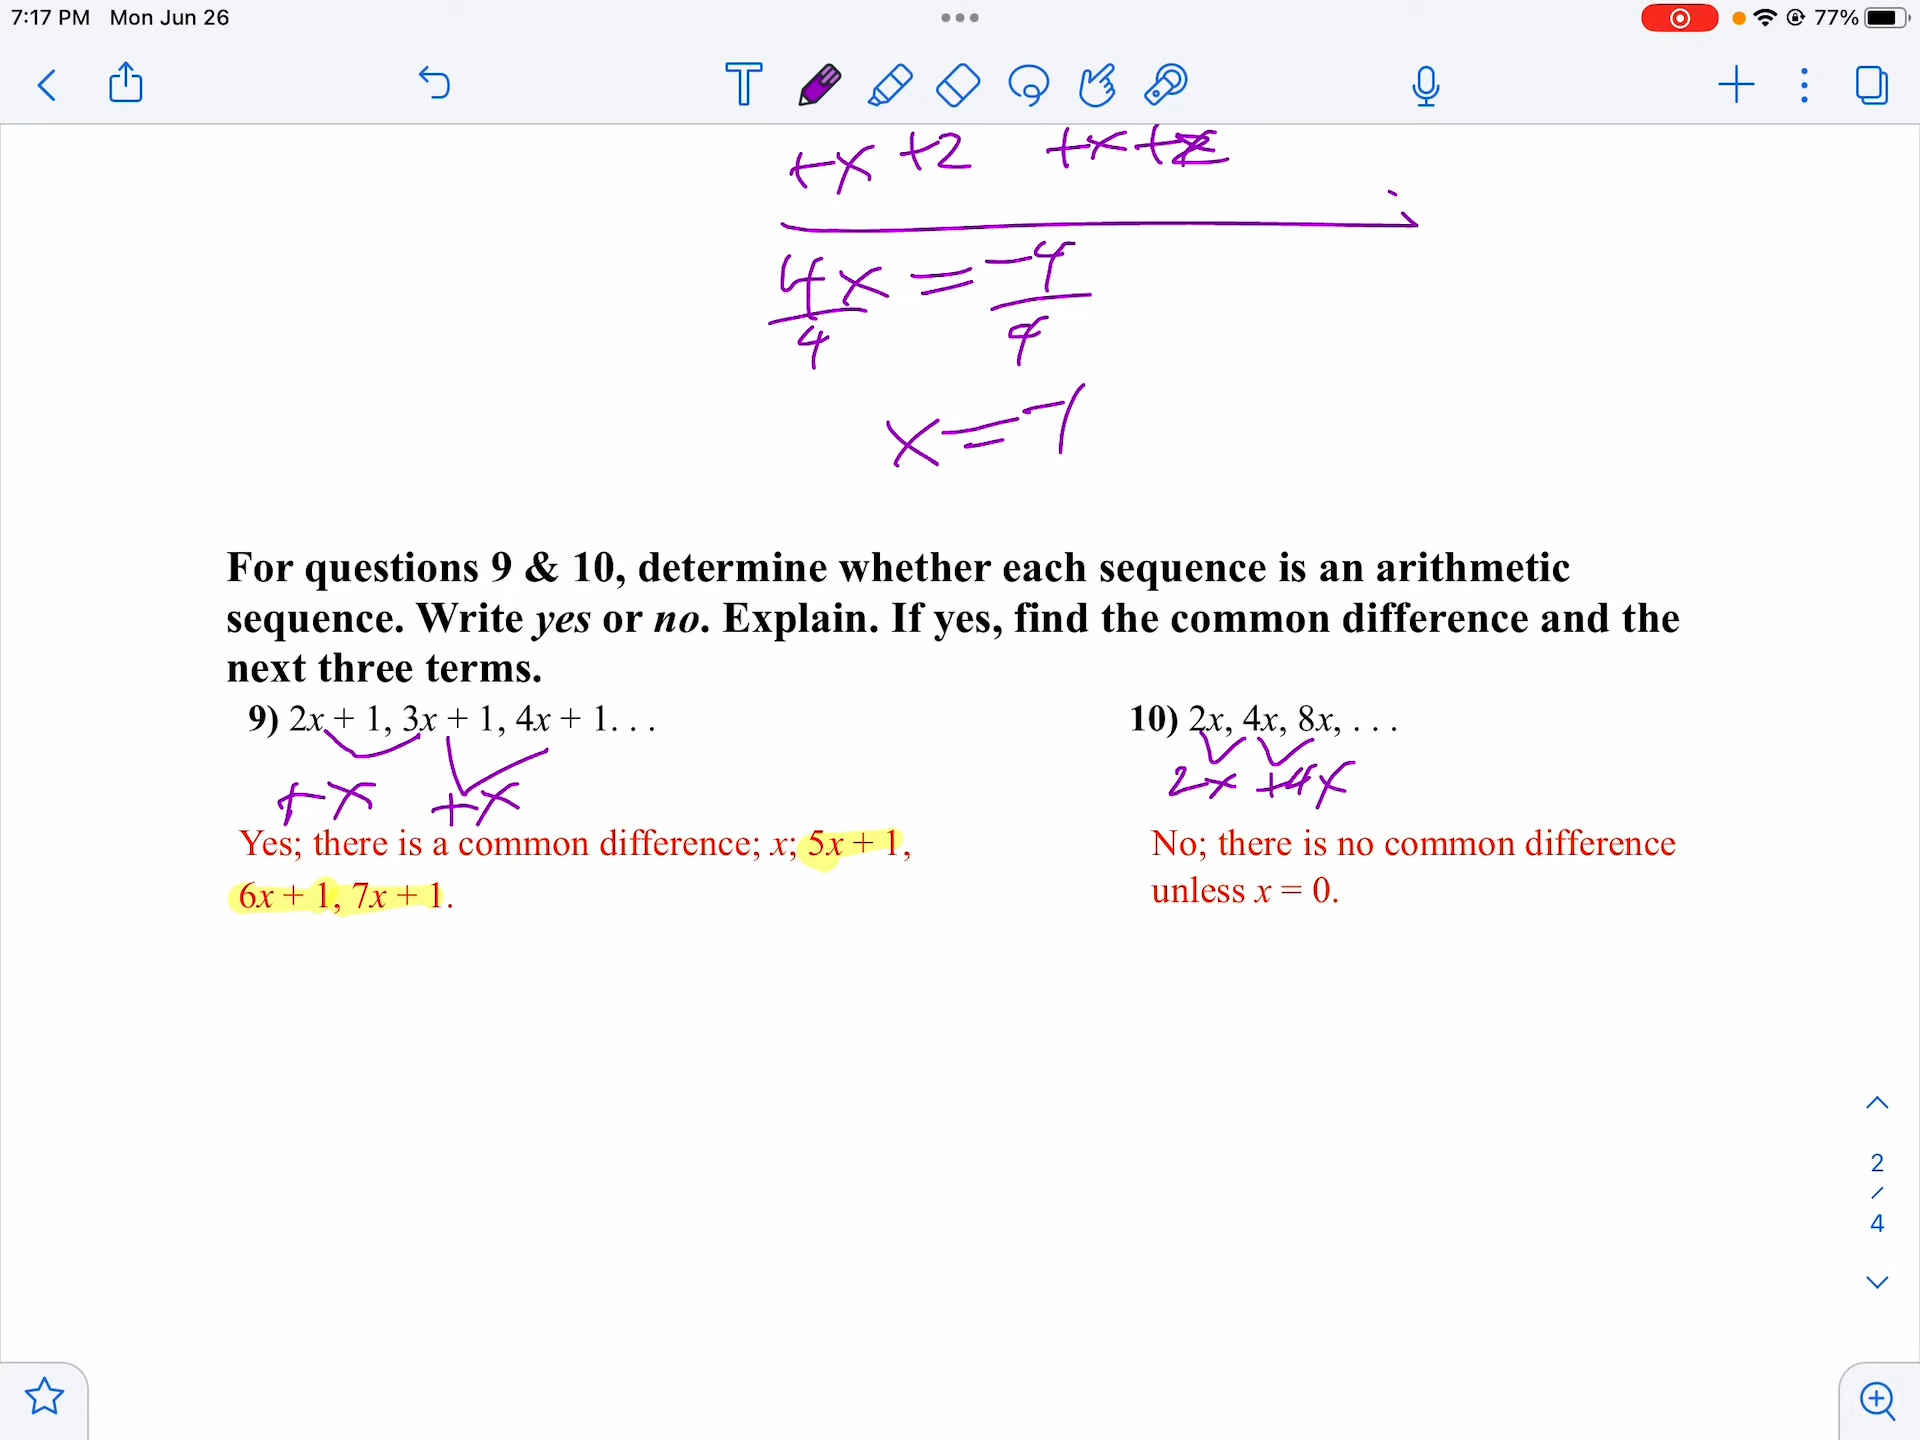 7:17 PM Mon Jun 26
77%
+x +2 +x +2
4x = -4
4 4
x = -1
For questions 9 & 10, determine whether each sequence is an arithmetic
sequence. Write yes or no. Explain. If yes, find the common difference and the
next three terms.
9) 2x + 1, 3x + 1, 4x + 1. . .
10) 2x, 4x, 8x, . . .
+x +x
2x +4x
Yes; there is a common difference; x; 5x + 1,
6x + 1, 7x + 1.
No; there is no common difference
unless x = 0.
2
/
4